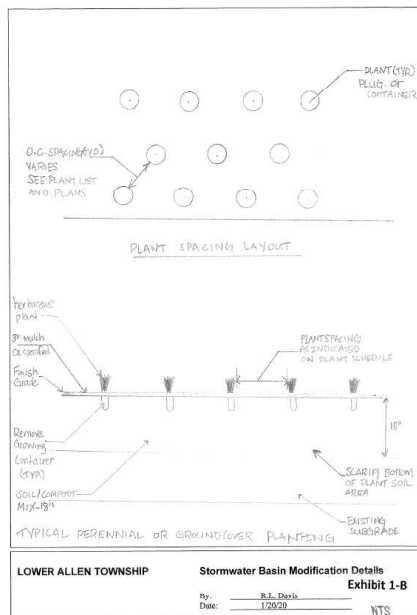 PLANT (TYP)
PLUG OR
CONTAINER
O.C. SPACING (TYP.)
VARIES
SEE PLANT LIST
AND PLANS
PLANT SPACING LAYOUT
herbaceous
plant
3" mulch
as specified
Finish
Grade
PLANT SPACING
AS INDICATED
ON PLANT SCHEDULE
18"
Remove
Growing
Container
(TYP.)
SCARIFY BOTTOM
OF PLANT SOIL
AREA
SOIL/COMPOST
MIX-18"
EXISTING
SUBGRADE
TYPICAL PERENNIAL OR GROUNDCOVER PLANTING
LOWER ALLEN TOWNSHIP
Stormwater Basin Modification Details
Exhibit 1-B
By: R.L. Davis
Date: 1/20/20
NTS